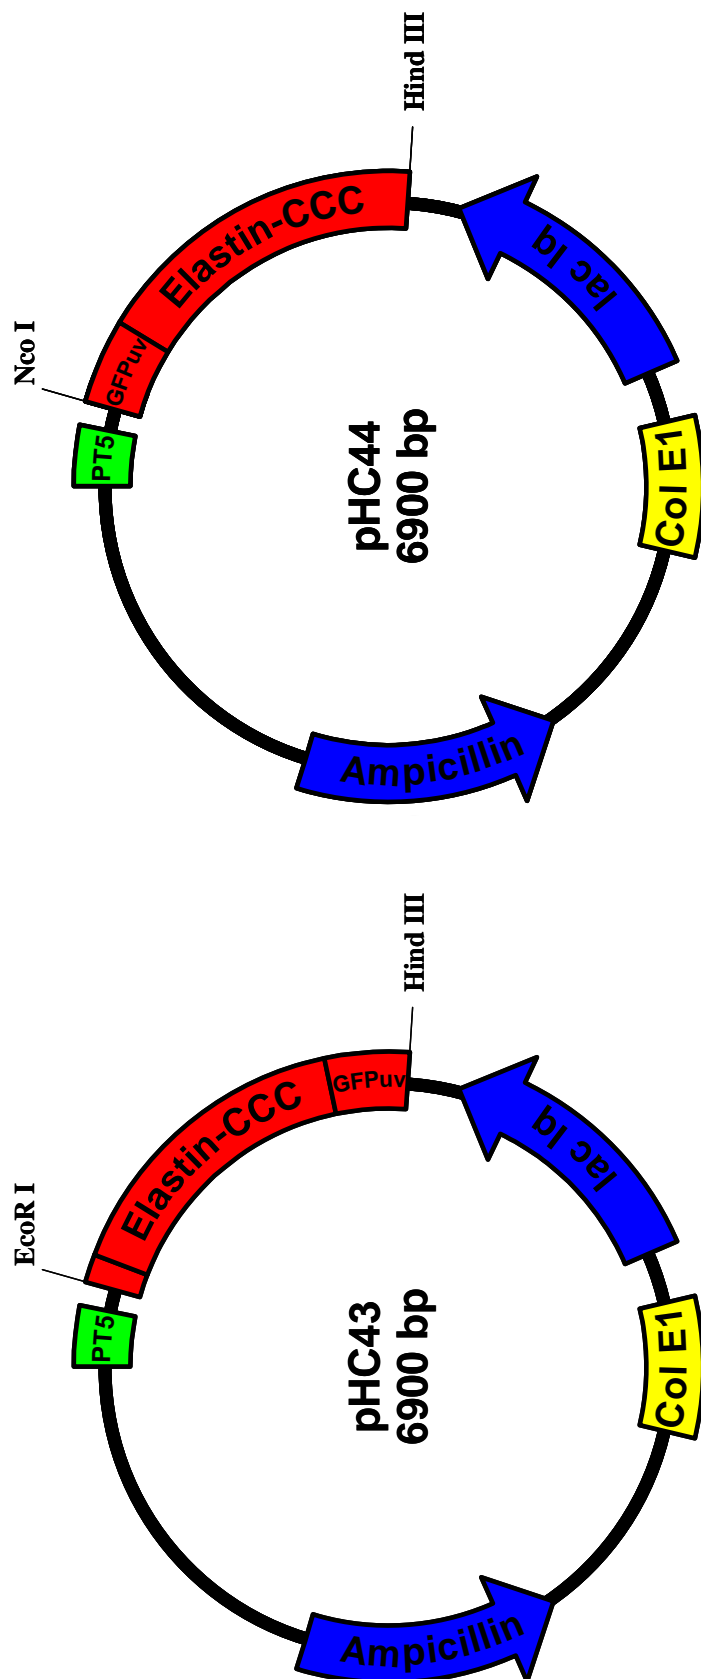 Hind III
Elastin-CCC
lac Iq
Nco I
GFPuv
PT5
pHC44
6900 bp
Col E1
Ampicillin
Hind III
GFPuv
Elastin-CCC
lac Iq
EcoR I
PT5
pHC43
6900 bp
Col E1
Ampicillin